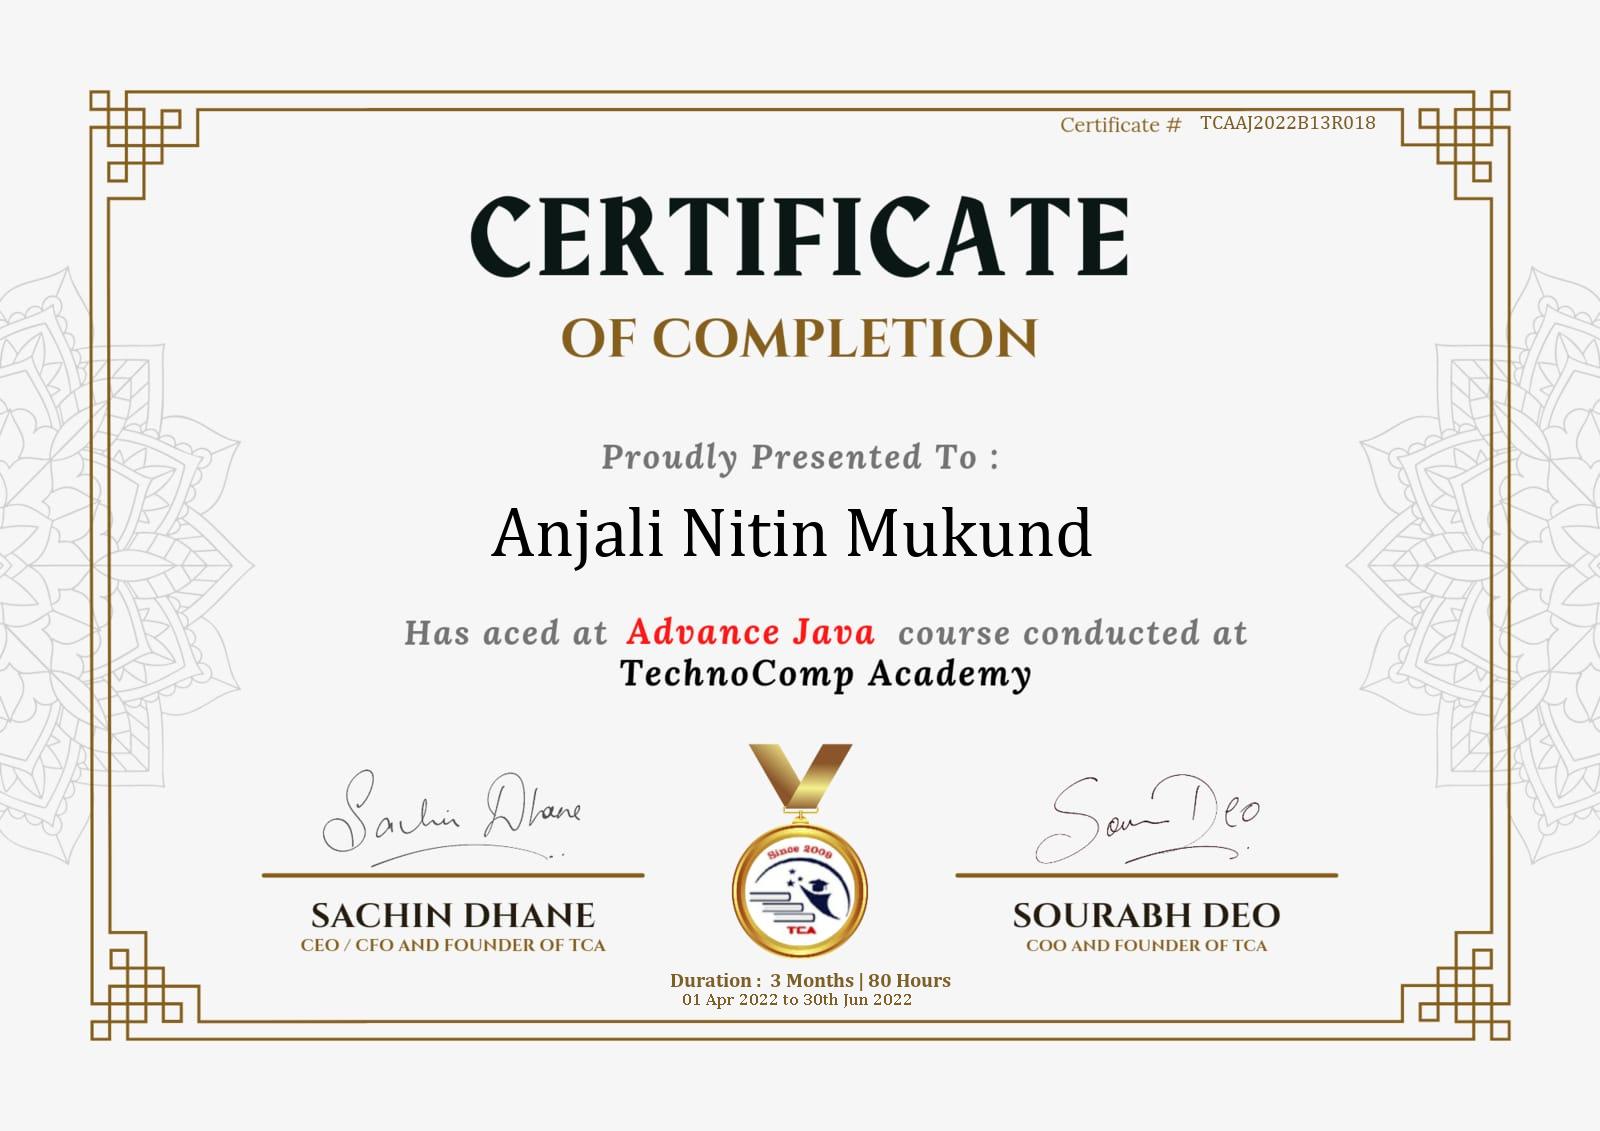 Certificate # TCAAJ2022B13R018
CERTIFICATE
OF COMPLETION
Proudly Presented To :
Anjali Nitin Mukund
Has aced at Advance Java course conducted at
TechnoComp Academy
Sachin Dhane
Sou Deo
SACHIN DHANE
CEO / CFO AND FOUNDER OF TCA
Since 2009
TCA
SOURABH DEO
COO AND FOUNDER OF TCA
Duration : 3 Months | 80 Hours
01 Apr 2022 to 30th Jun 2022